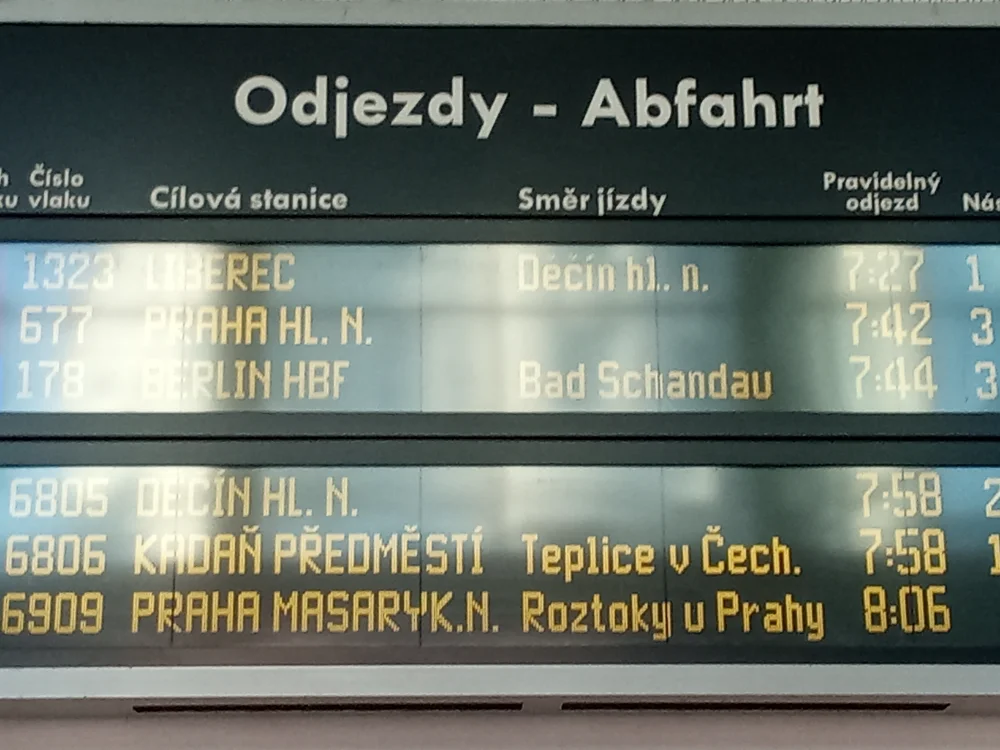 Odjezdy - Abfahrt
Číslo vlaku Cílová stanice Směr jízdy Pravidelný odjezd
1323 LIBEREC Děčín hl. n. 7:27 1
677 PRAHA HL. N. 7:42 3
178 BERLIN HBF Bad Schandau 7:44 3
6805 DĚČÍN HL. N. 7:58 2
6806 KADAŇ PŘEDMĚSTÍ Teplice v Čech. 7:58 1
6909 PRAHA MASARYK.N. Roztoky u Prahy 8:06